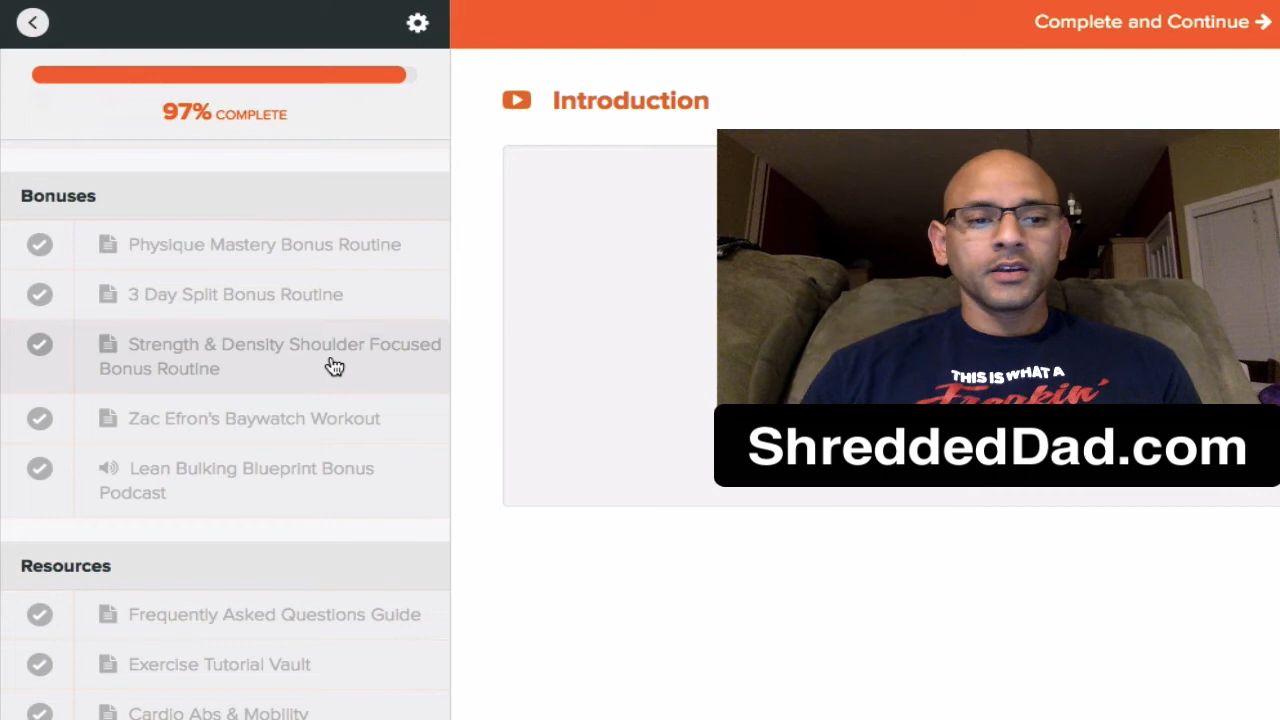 Complete and Continue
97% COMPLETE
Introduction
Bonuses
Physique Mastery Bonus Routine
3 Day Split Bonus Routine
Strength & Density Shoulder Focused
Bonus Routine
Zac Efron's Baywatch Workout
Lean Bulking Blueprint Bonus
Podcast
Resources
Frequently Asked Questions Guide
Exercise Tutorial Vault
Cardio Abs & Mobility
THIS IS WHAT A
Freakin'
ShreddedDad.com